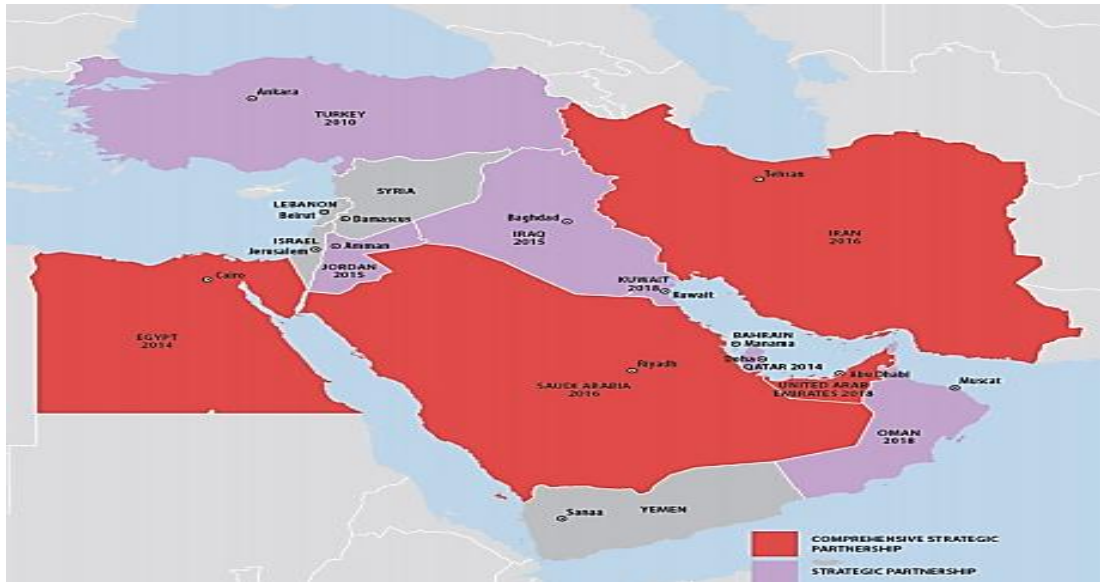 Ankara
TURKEY
2010
SYRIA
LEBANON
Beirut
Damascus
ISRAEL
Jerusalem
Amman
JORDAN
2015
Baghdad
IRAQ
2015
Tehran
IRAN
2016
Cairo
EGYPT
2014
KUWAIT
2018
Kuwait
BAHRAIN
Manama
Doha
QATAR 2014
Riyadh
SAUDI ARABIA
2016
Abu Dhabi
UNITED ARAB
EMIRATES 2018
Muscat
OMAN
2018
Sanaa
YEMEN
COMPREHENSIVE STRATEGIC
PARTNERSHIP
STRATEGIC PARTNERSHIP